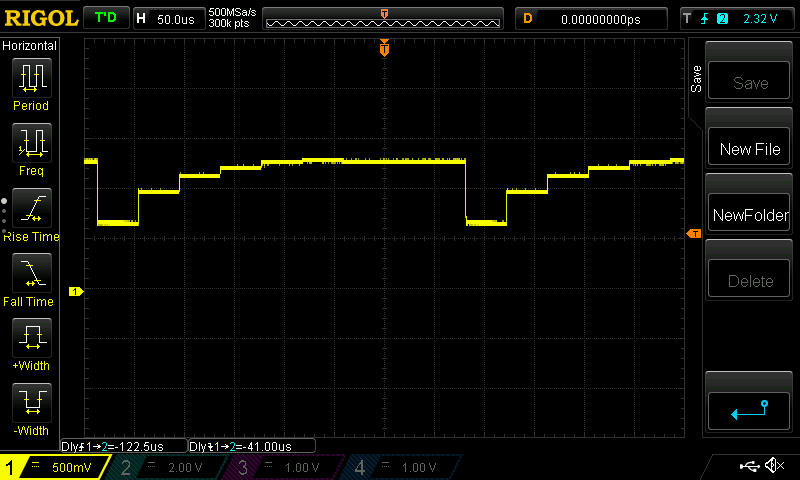 RIGOL T'D H 50.0us 500MSa/s 300k pts T D 0.00000000ps T 2 2.32 V
Horizontal
Period
Freq
Rise Time
Fall Time
+Width
-Width
T
T
1
Save
Save
New File
NewFolder
Delete
Dly 1→2=-122.5us Dly 1→2=-41.00us
1 500mV 2 2.00 V 3 1.00 V 4 1.00 V